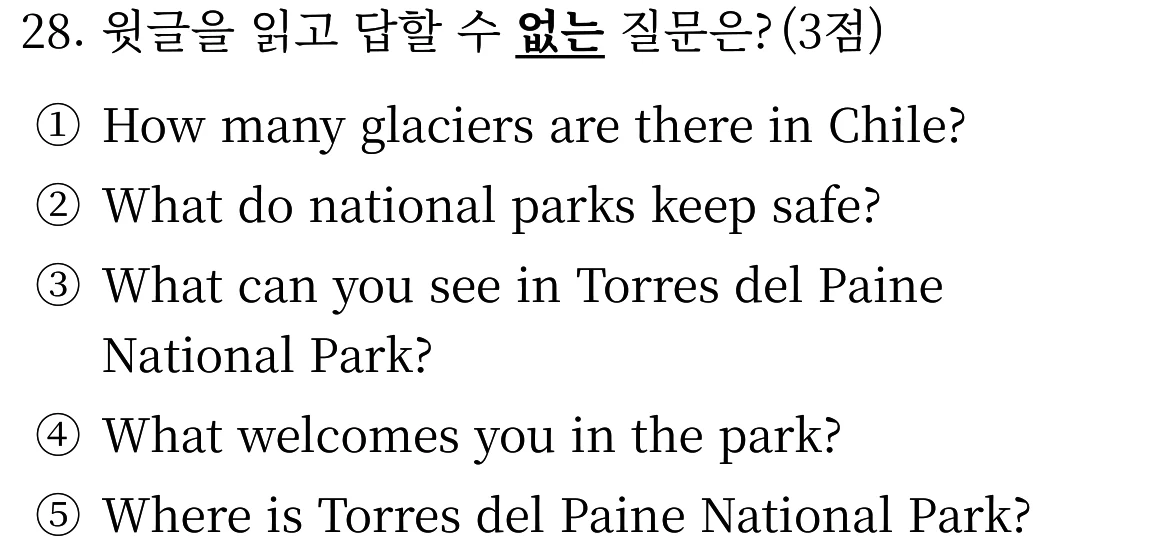 28. 윗글을 읽고 답할 수 없는 질문은?(3점)
① How many glaciers are there in Chile?
② What do national parks keep safe?
③ What can you see in Torres del Paine
National Park?
④ What welcomes you in the park?
⑤ Where is Torres del Paine National Park?